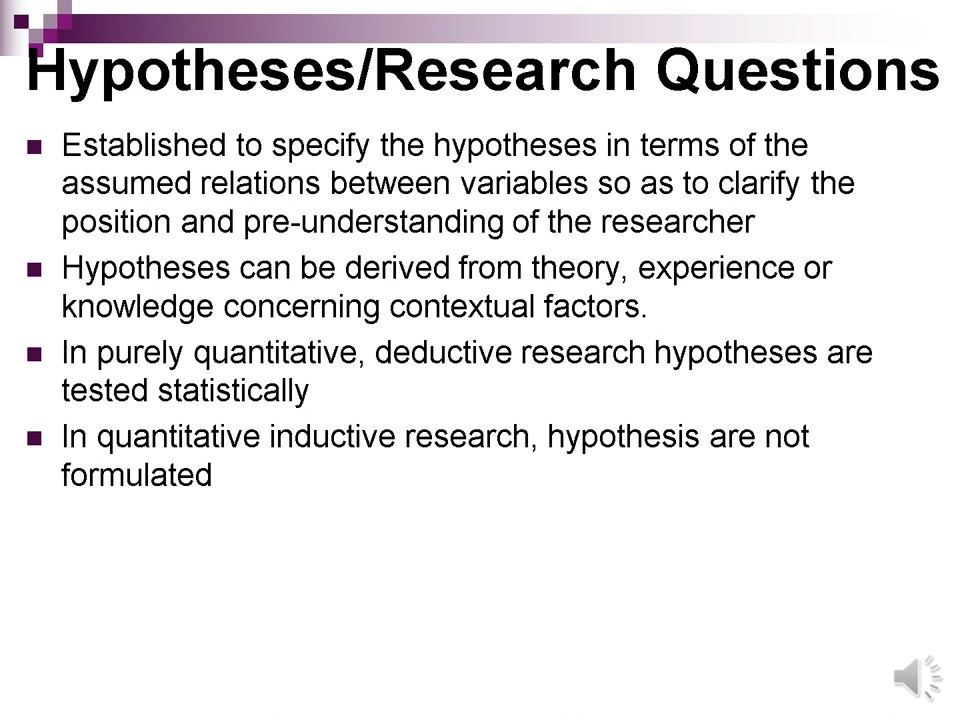 Hypotheses/Research Questions
Established to specify the hypotheses in terms of the
assumed relations between variables so as to clarify the
position and pre-understanding of the researcher
Hypotheses can be derived from theory, experience or
knowledge concerning contextual factors.
In purely quantitative, deductive research hypotheses are
tested statistically
In quantitative inductive research, hypothesis are not
formulated